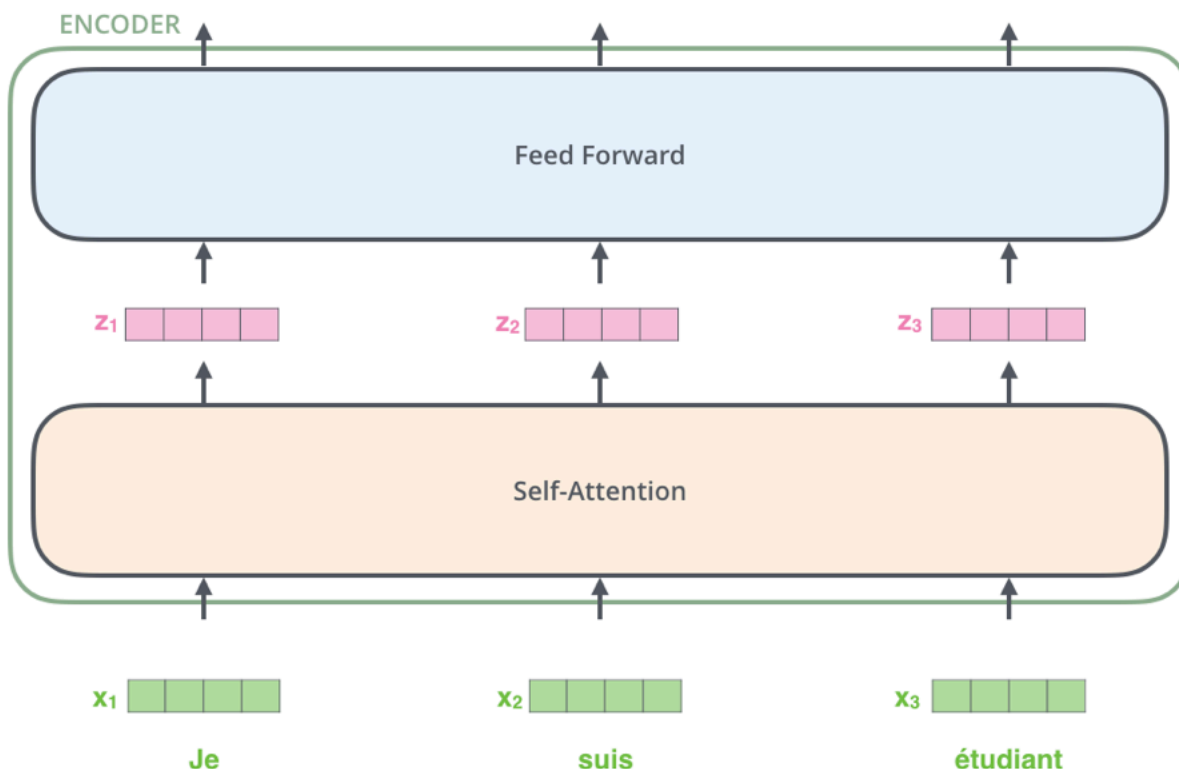 ENCODER
Feed Forward
z₁ z₂ z₃
Self-Attention
x₁ x₂ x₃
Je suis étudiant